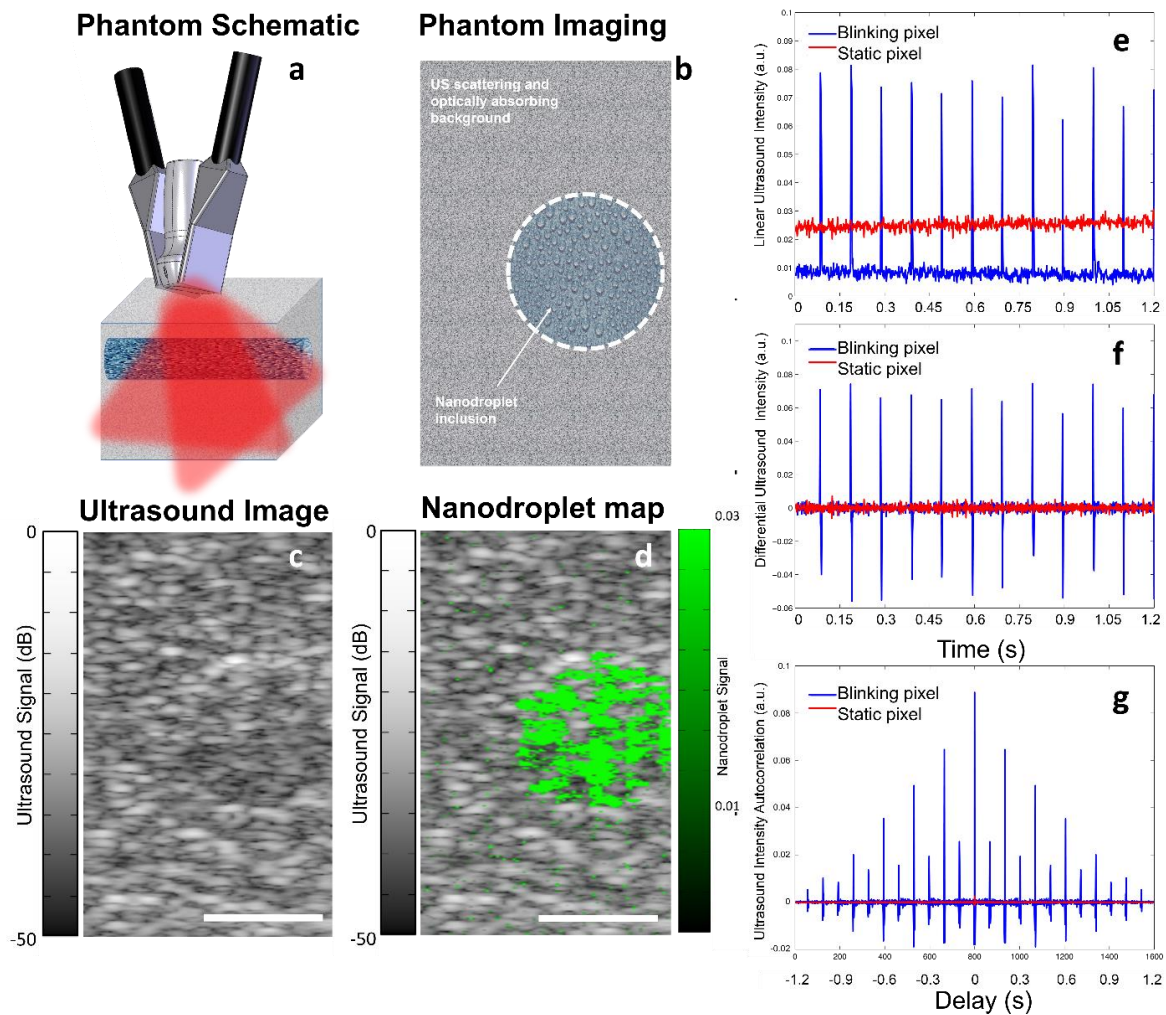 Phantom Schematic
a
Phantom Imaging
b
US scattering and
optically absorbing
background
Nanodroplet
inclusion
Ultrasound Image
0
c
Ultrasound Signal (dB)
-50
Nanodroplet map
0
d
Ultrasound Signal (dB)
-50
0.03
Nanodroplet Signal
0.01
e
Blinking pixel
Static pixel
Linear Ultrasound Intensity (a.u.)
0.1
0.09
0.08
0.07
0.06
0.05
0.04
0.03
0.02
0.01
0
0 0.15 0.3 0.45 0.6 0.75 0.9 1.05 1.2
f
Blinking pixel
Static pixel
Differential Ultrasound Intensity (a.u.)
0.1
0.08
0.06
0.04
0.02
0
-0.02
-0.04
-0.06
0 0.15 0.3 0.45 0.6 0.75 0.9 1.05 1.2
Time (s)
g
Blinking pixel
Static pixel
Ultrasound Intensity Autocorrelation (a.u.)
0.1
0.08
0.06
0.04
0.02
0
-0.02
0 200 400 600 800 1000 1200 1400 1600
-1.2 -0.9 -0.6 -0.3 0 0.3 0.6 0.9 1.2
Delay (s)